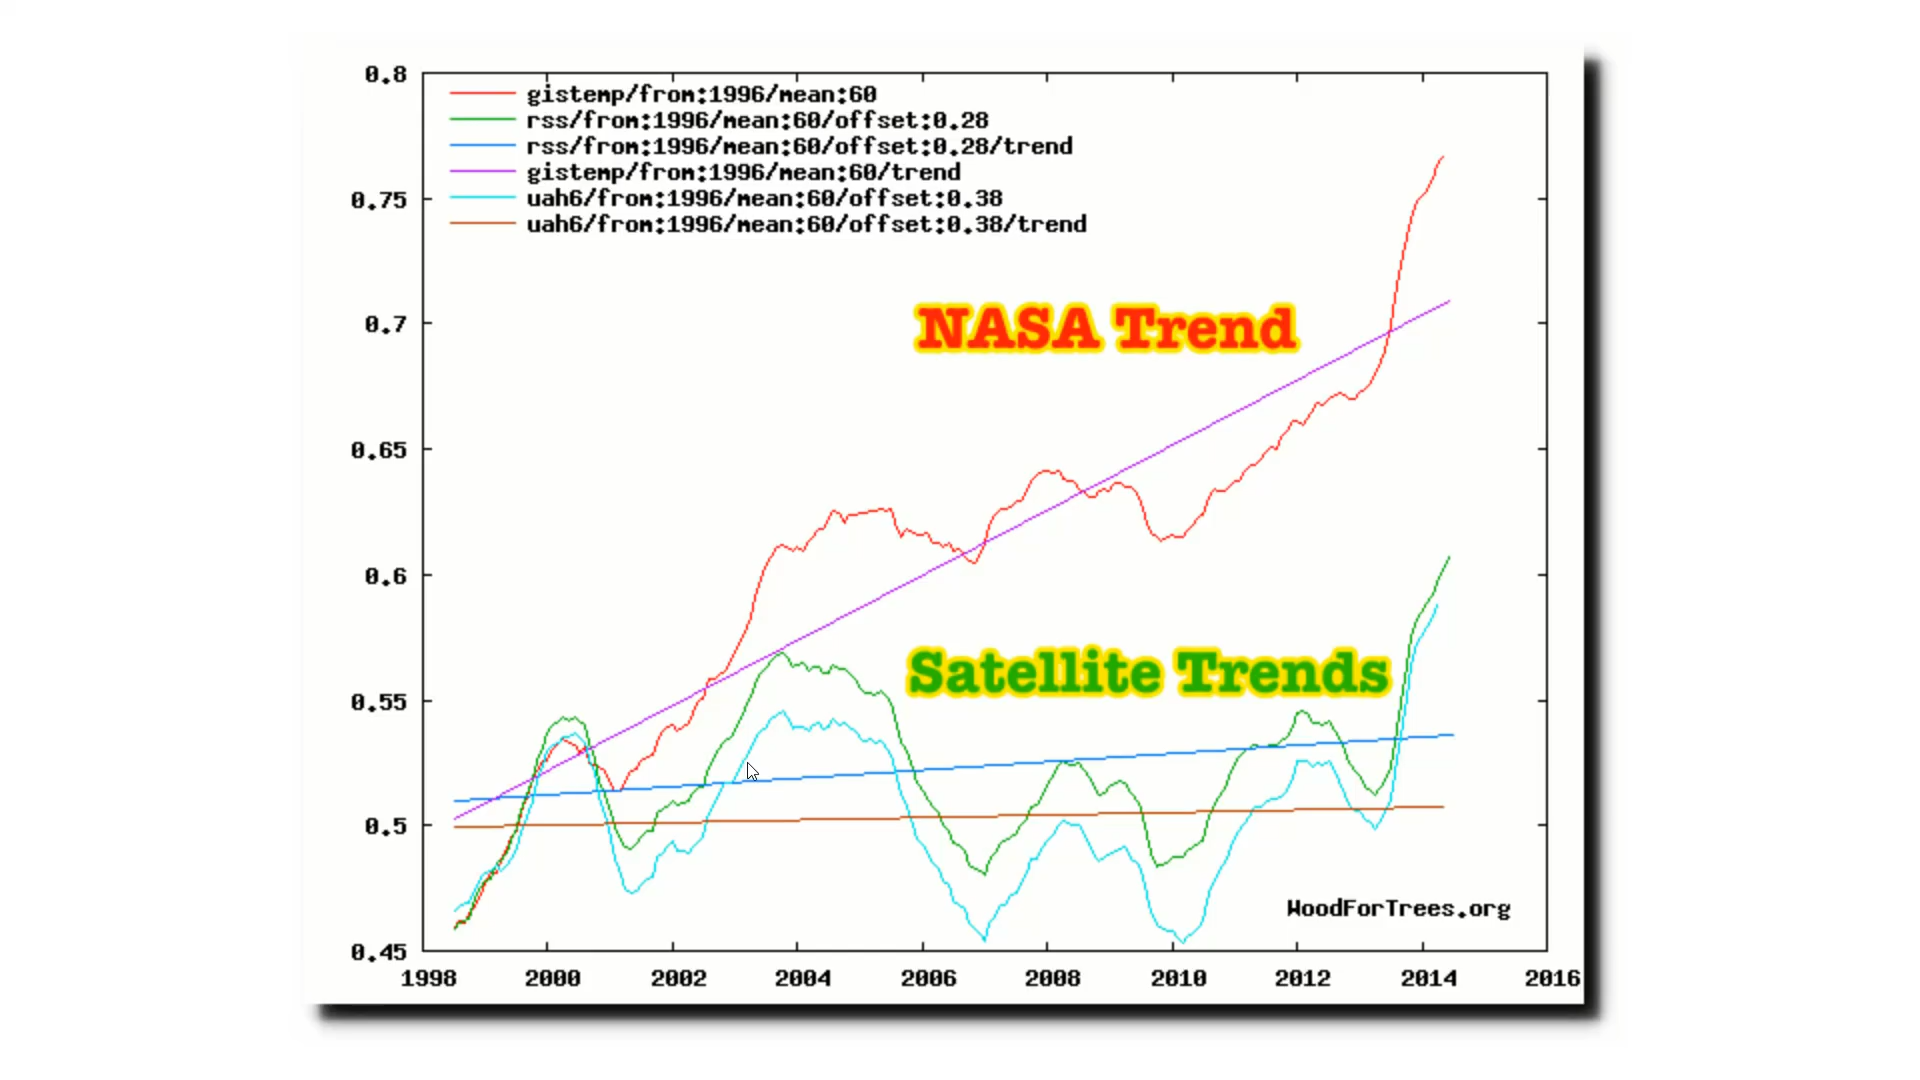 0.8
gistemp/from:1996/mean:60
rss/from:1996/mean:60/offset:0.28
rss/from:1996/mean:60/offset:0.28/trend
gistemp/from:1996/mean:60/trend
uah6/from:1996/mean:60/offset:0.38
uah6/from:1996/mean:60/offset:0.38/trend
0.75
NASA Trend
0.7
0.65
0.6
Satellite Trends
0.55
0.5
WoodForTrees.org
0.45
1998 2000 2002 2004 2006 2008 2010 2012 2014 2016